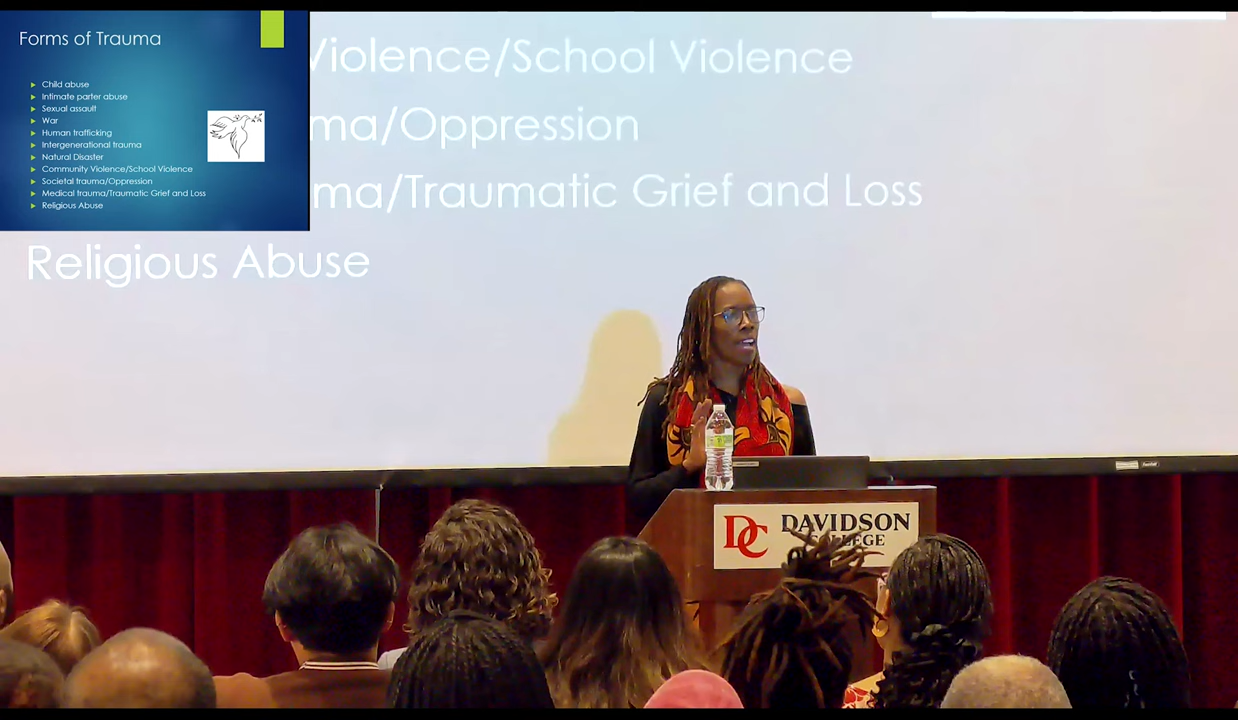 Forms of Trauma
Child abuse
Intimate parter abuse
Sexual assault
War
Human trafficking
Intergenerational trauma
Natural Disaster
Community Violence/School Violence
Societal trauma/Oppression
Medical trauma/Traumatic Grief and Loss
Religious Abuse
Violence/School Violence
ma/Oppression
ma/Traumatic Grief and Loss
Religious Abuse
DC DAVIDSON
COLLEGE